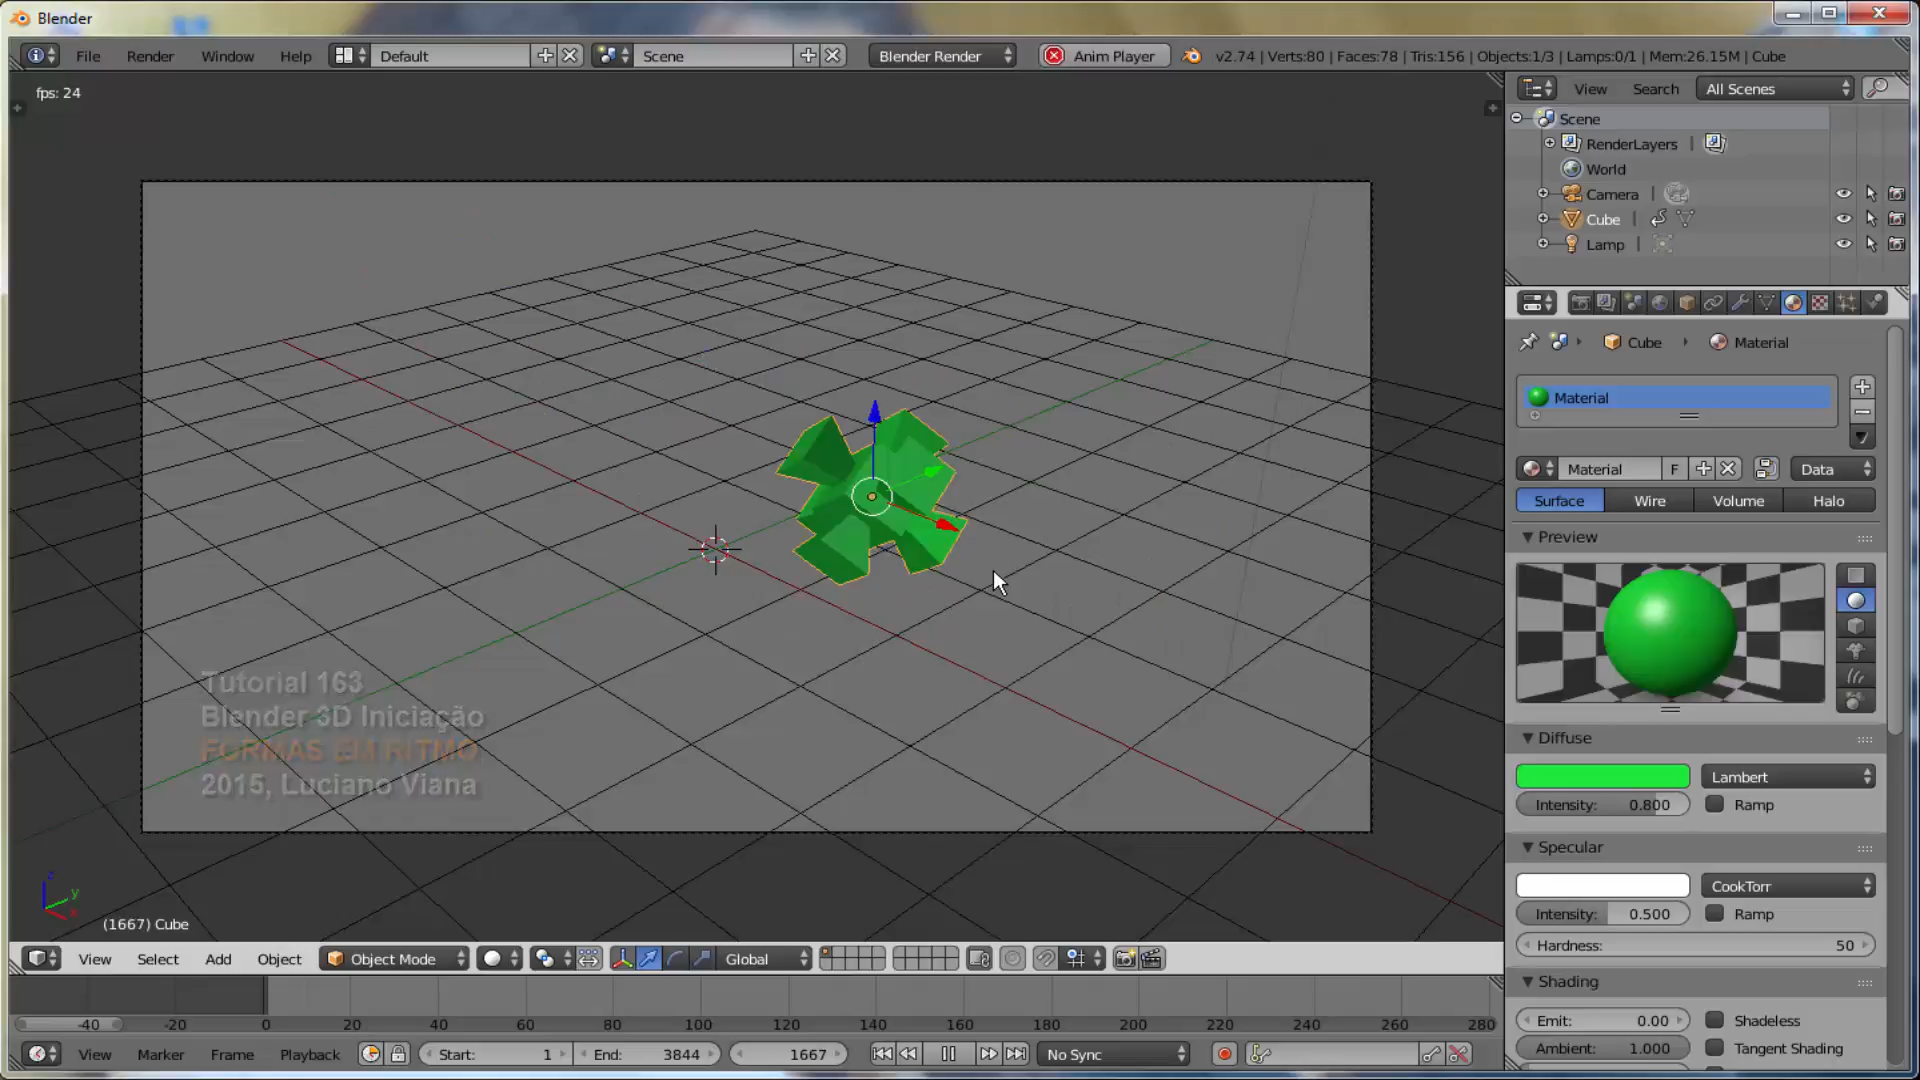 Blender
File Render Window Help Default Scene Blender Render Anim Player v2.74 | Verts:80 | Faces:78 | Tris:156 | Objects:1/3 | Lamps:0/1 | Mem:26.15M | Cube
fps: 24
View Search All Scenes
Scene
RenderLayers
World
Camera
Cube
Lamp
Cube Material
Material
Material F Data
Surface Wire Volume Halo
Preview
Diffuse
Lambert
Intensity: 0.800 Ramp
Specular
CookTorr
Intensity: 0.500 Ramp
Hardness: 50
Shading
Emit: 0.00 Shadeless
Ambient: 1.000 Tangent Shading
Tutorial 163
Blender 3D Iniciação
FORMAS EM RITMO
2015, Luciano Viana
z
y
x
(1667) Cube
View Select Add Object Object Mode Global
-40 -20 0 20 40 60 80 100 120 140 160 180 200 220 240 260 280
View Marker Frame Playback Start: 1 End: 3844 1667 No Sync